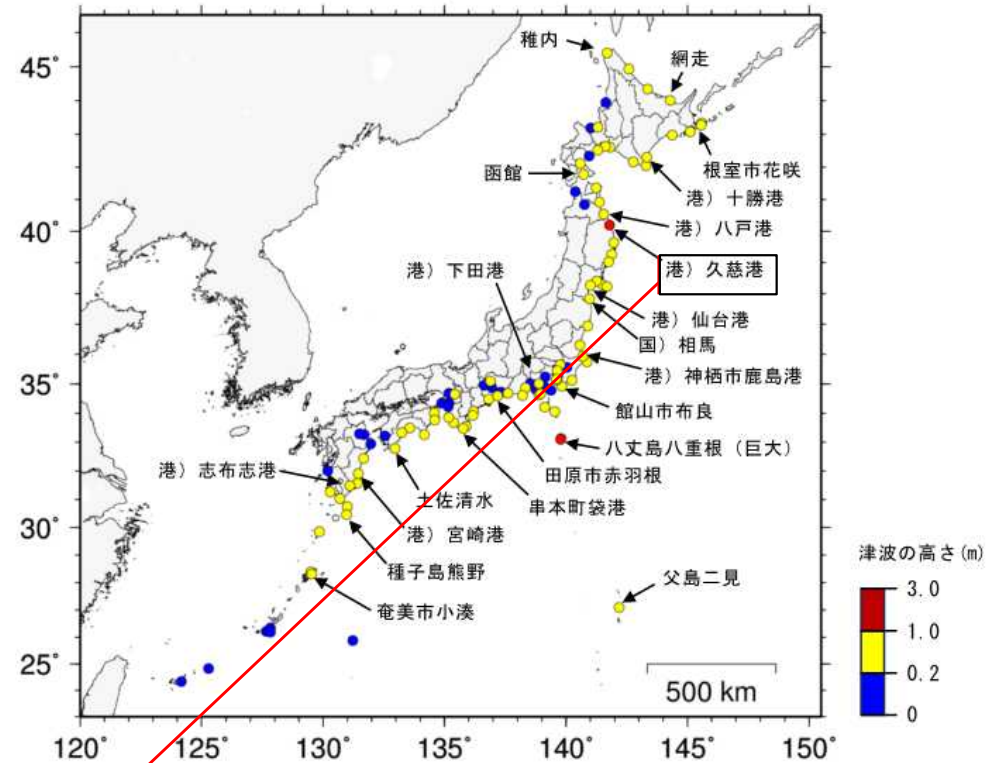 稚内
網走
45°
根室市花咲
函館
港）十勝港
港）八戸港
40°
港）下田港
港）久慈港
港）仙台港
国）相馬
港）神栖市鹿島港
35°
館山市布良
八丈島八重根（巨大）
田原市赤羽根
港）志布志港
土佐清水
串本町袋港
港）宮崎港
30°
種子島熊野
津波の高さ(m)
父島二見
3.0
奄美市小湊
1.0
25°
0.2
500 km
0
120°
125°
130°
135°
140°
145°
150°